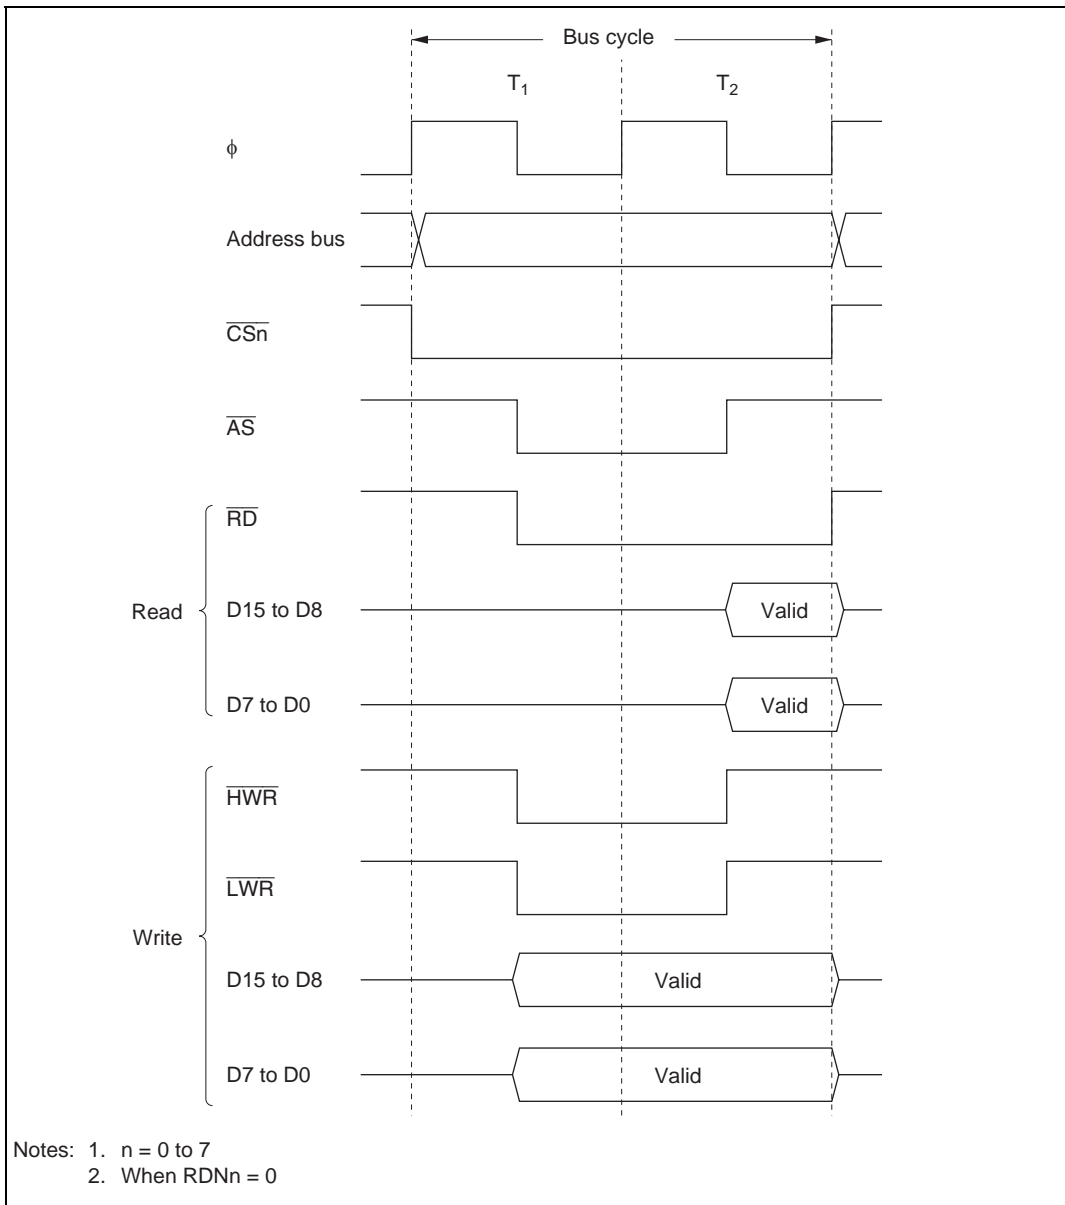 Bus cycle
T1 T2
ϕ
Address bus
CSn
AS
RD
Read D15 to D8 Valid
D7 to D0 Valid
HWR
LWR
Write
D15 to D8 Valid
D7 to D0 Valid
Notes: 1. n = 0 to 7
2. When RDNn = 0